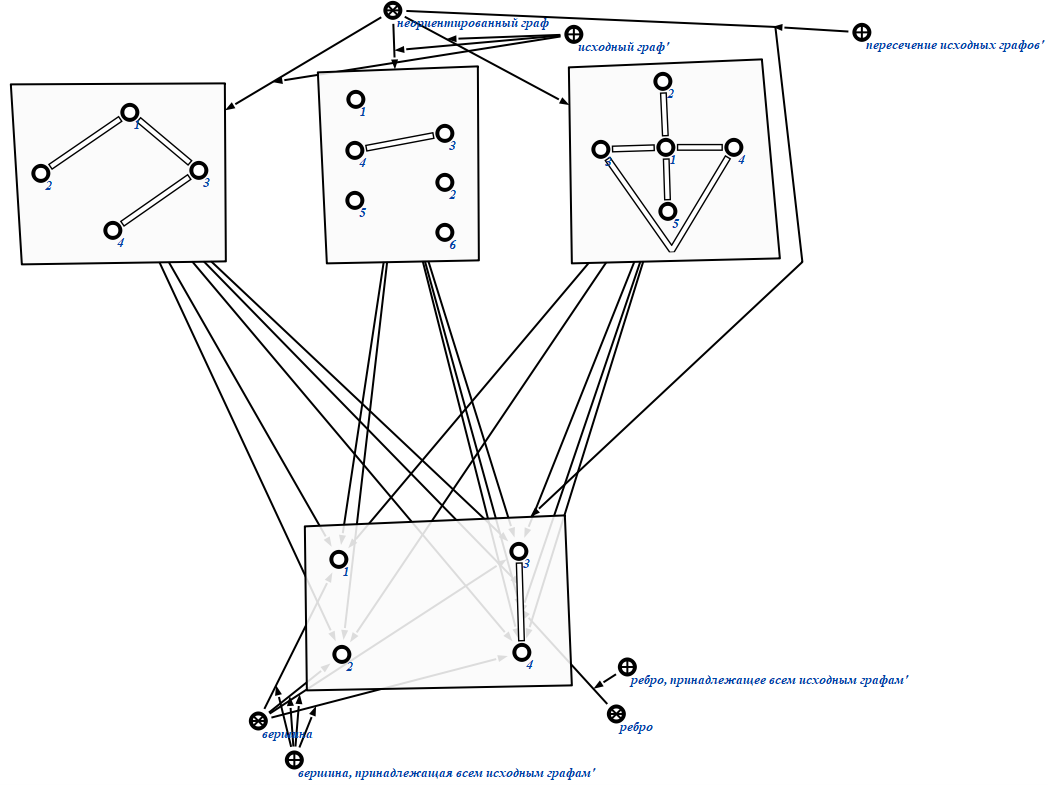 неориентированный граф
исходный граф'
пересечение исходных графов'
1
2
3
4
1
4
3
5
2
6
2
3
1
4
5
1
3
2
4
ребро, принадлежащее всем исходным графам'
ребро
вершина
вершина, принадлежащая всем исходным графам'